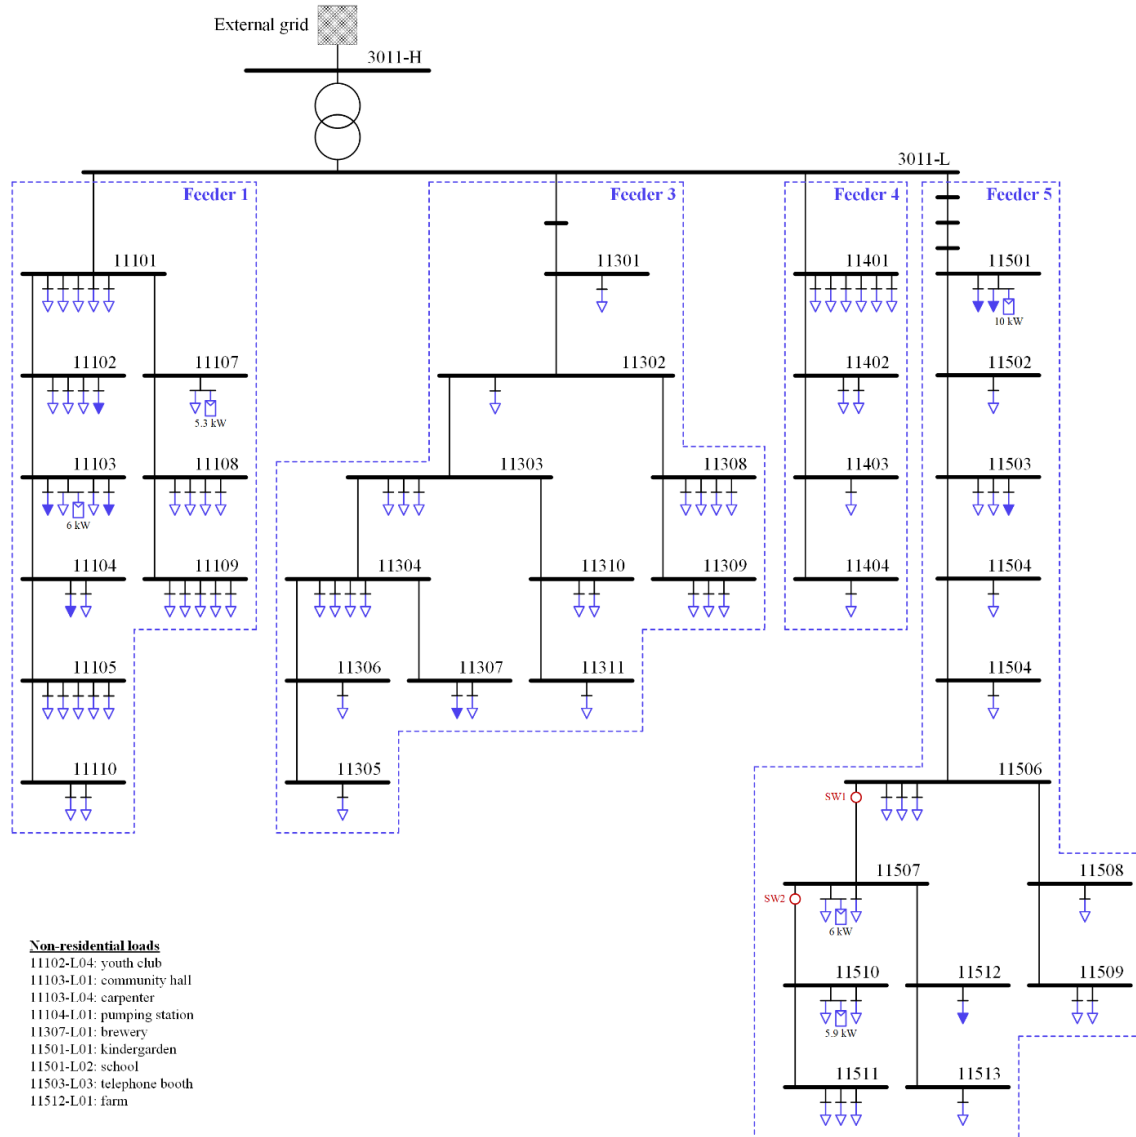 External grid
3011-H
3011-L
Feeder 1
Feeder 3
Feeder 4
Feeder 5
11101
11301
11401
11501
10 kW
11102
11107
11302
11402
11502
5.3 kW
11103
11108
11303
11308
11403
11503
6 kW
11104
11109
11304
11310
11309
11404
11504
11105
11306
11307
11311
11504
11110
11305
11506
SW1
11507
11508
SW2
6 kW
11510
11512
11509
5.9 kW
11511
11513
Non-residential loads
11102-L04: youth club
11103-L01: community hall
11103-L04: carpenter
11104-L01: pumping station
11307-L01: brewery
11501-L01: kindergarden
11501-L02: school
11503-L03: telephone booth
11512-L01: farm